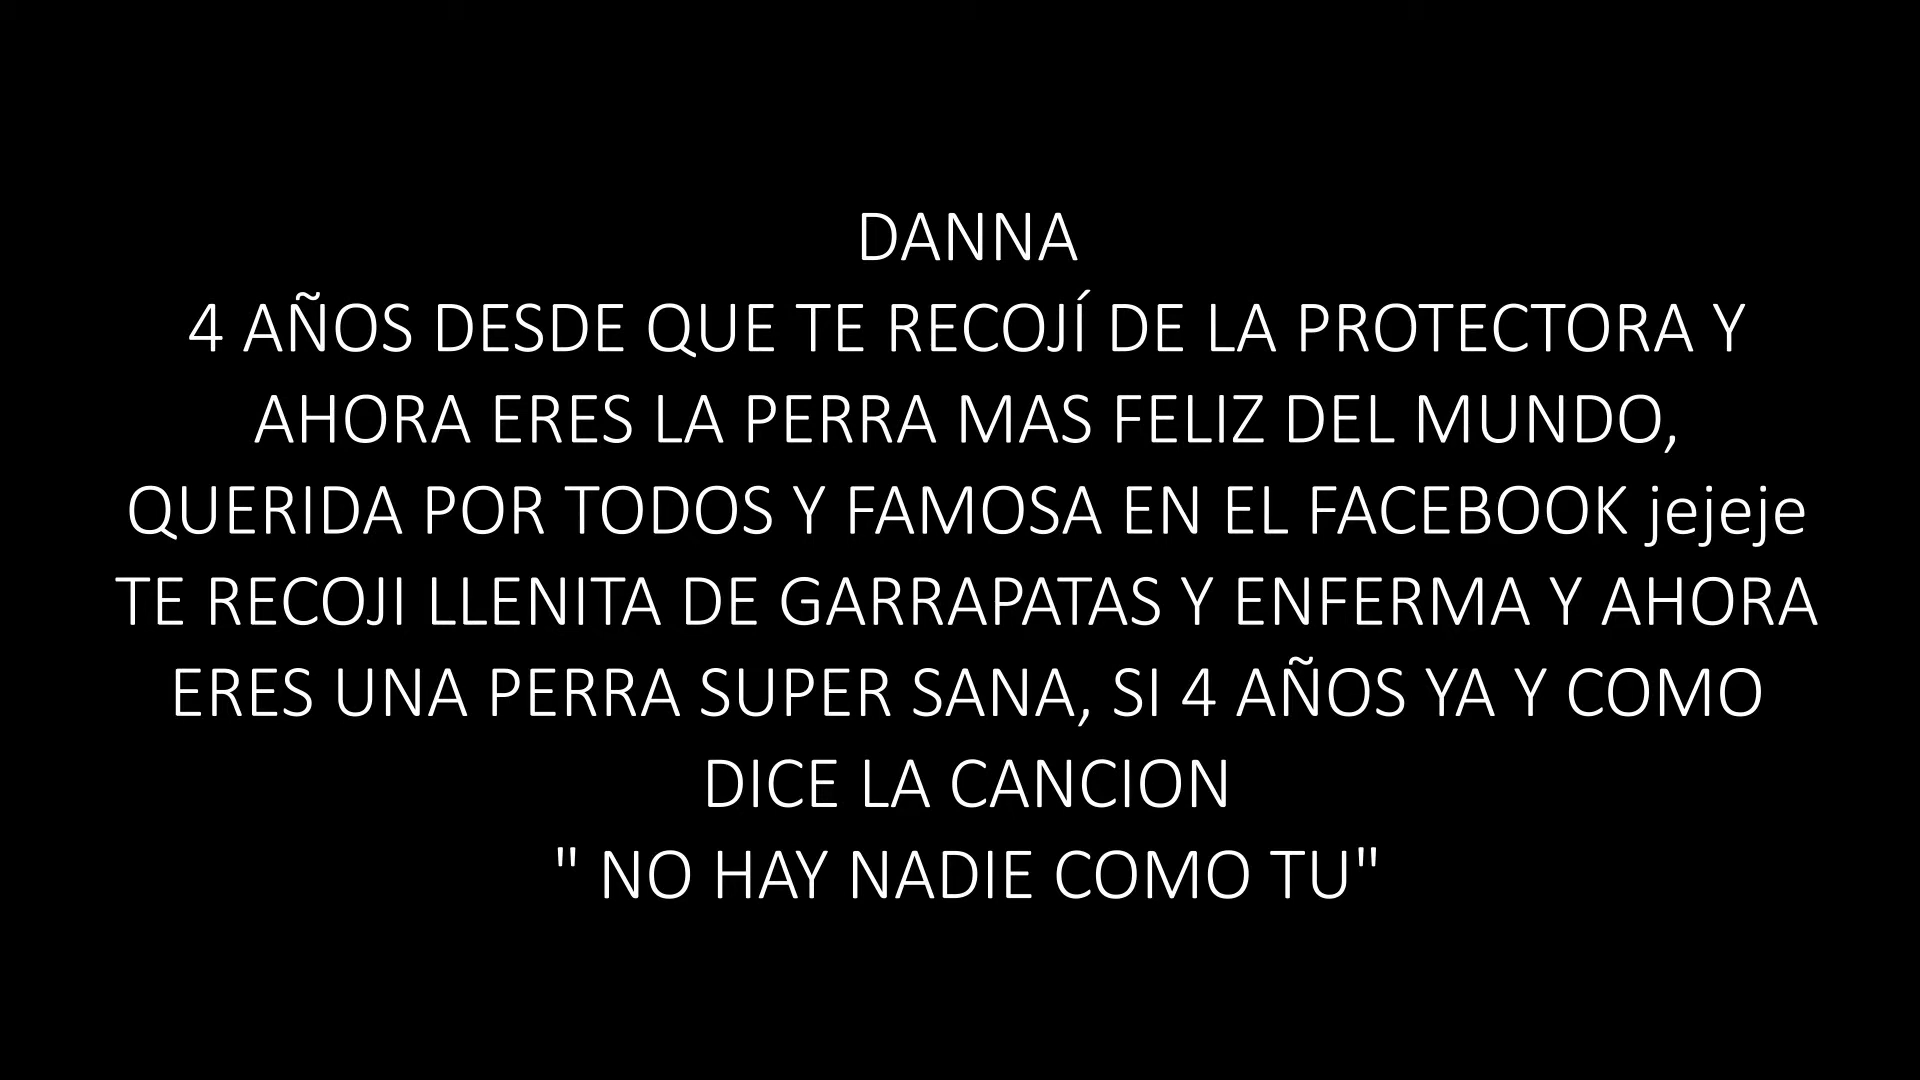 DANNA
4 AÑOS DESDE QUE TE RECOJÍ DE LA PROTECTORA Y
AHORA ERES LA PERRA MAS FELIZ DEL MUNDO,
QUERIDA POR TODOS Y FAMOSA EN EL FACEBOOK jejeje
TE RECOJI LLENITA DE GARRAPATAS Y ENFERMA Y AHORA
ERES UNA PERRA SUPER SANA, SI 4 AÑOS YA Y COMO
DICE LA CANCION
" NO HAY NADIE COMO TU"